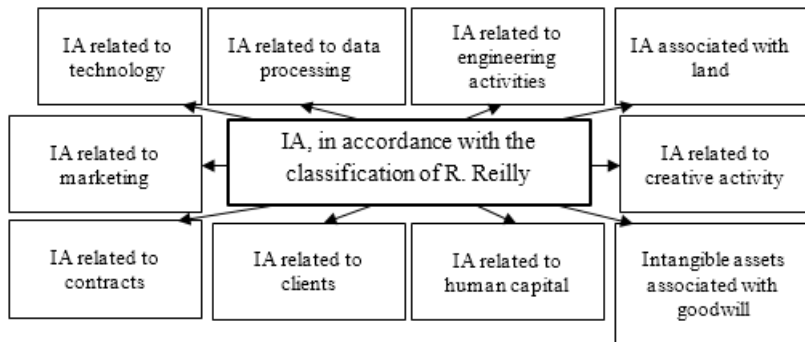 IA related to
technology
IA related to data
processing
IA related to
engineering
activities
IA associated with
land
IA related to
marketing
IA, in accordance with the
classification of R. Reilly
IA related to
creative activity
IA related to
contracts
IA related to
clients
IA related to
human capital
Intangible assets
associated with
goodwill